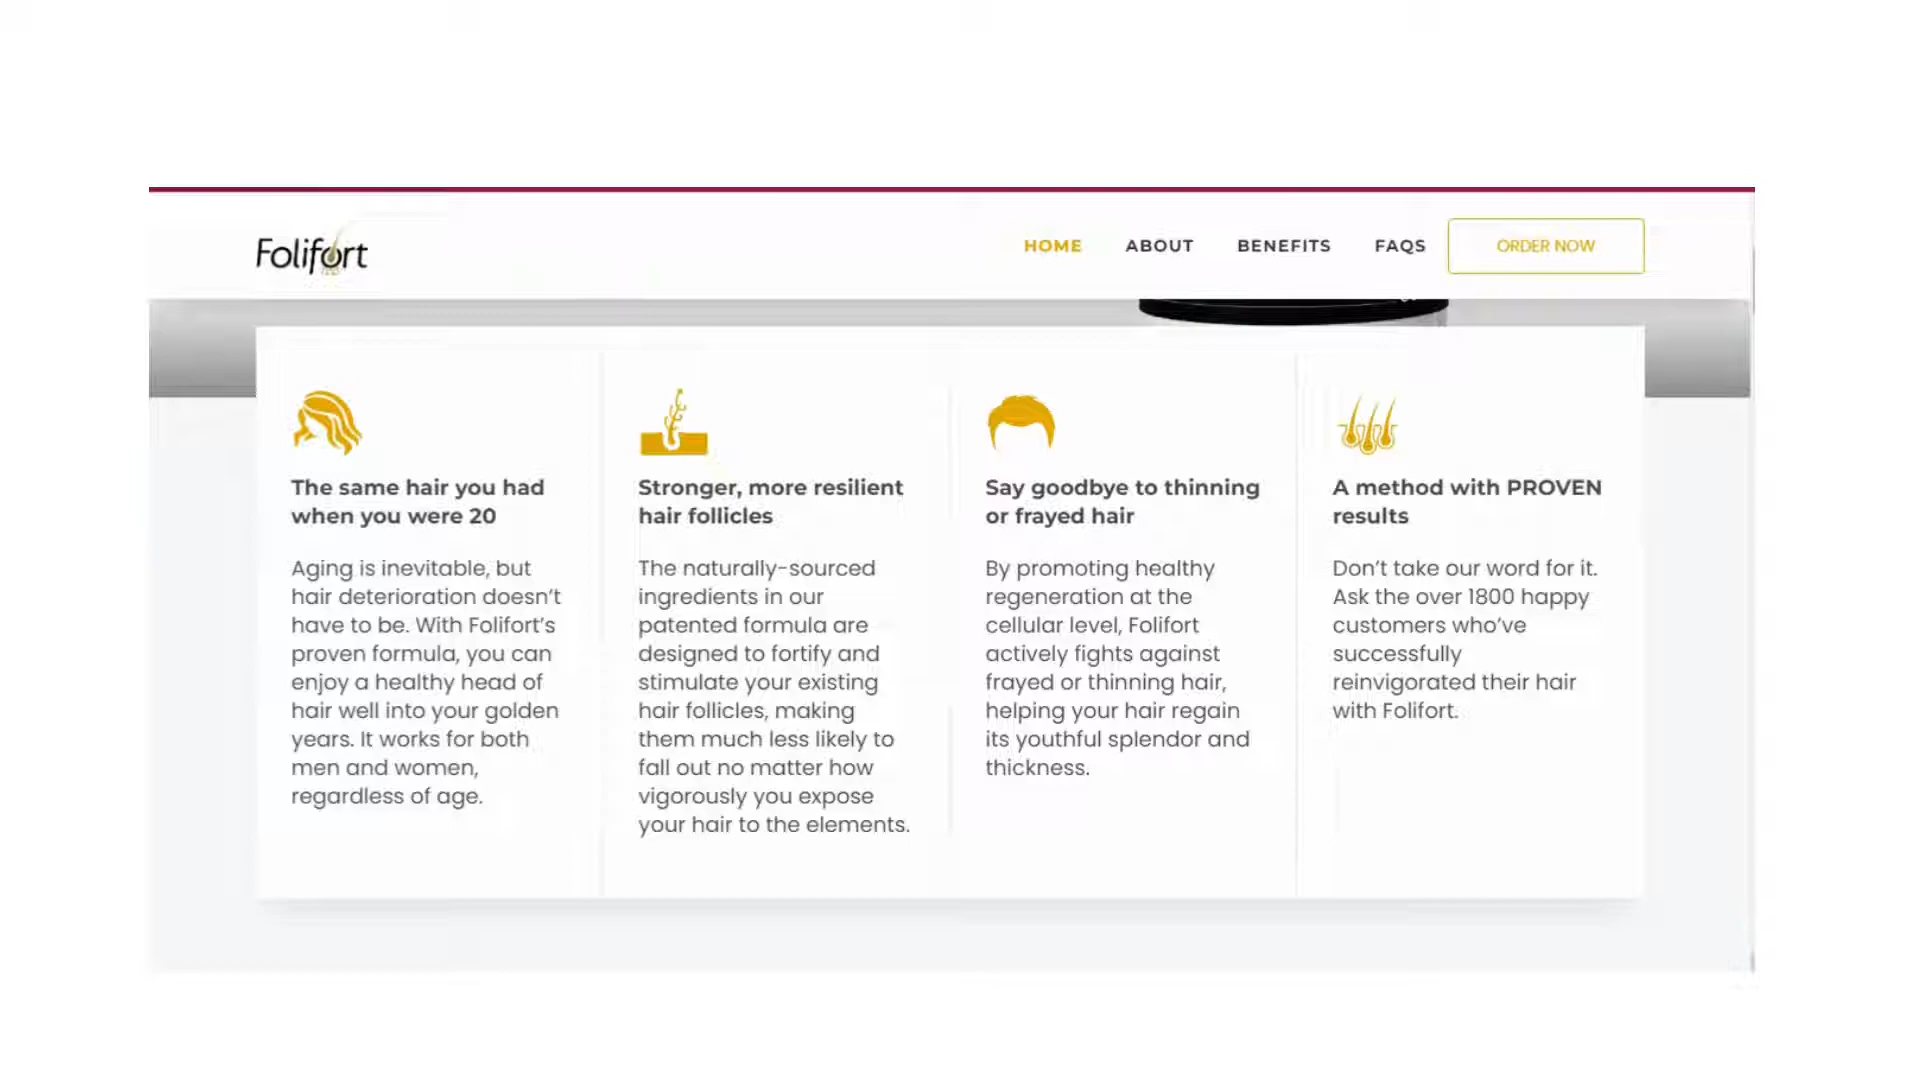 Folifort
HOME
ABOUT
BENEFITS
FAQS
ORDER NOW
The same hair you had
when you were 20
Aging is inevitable, but
hair deterioration doesn’t
have to be. With Folifort’s
proven formula, you can
enjoy a healthy head of
hair well into your golden
years. It works for both
men and women,
regardless of age.
Stronger, more resilient
hair follicles
The naturally-sourced
ingredients in our
patented formula are
designed to fortify and
stimulate your existing
hair follicles, making
them much less likely to
fall out no matter how
vigorously you expose
your hair to the elements.
Say goodbye to thinning
or frayed hair
By promoting healthy
regeneration at the
cellular level, Folifort
actively fights against
frayed or thinning hair,
helping your hair regain
its youthful splendor and
thickness.
A method with PROVEN
results
Don’t take our word for it.
Ask the over 1800 happy
customers who’ve
successfully
reinvigorated their hair
with Folifort.